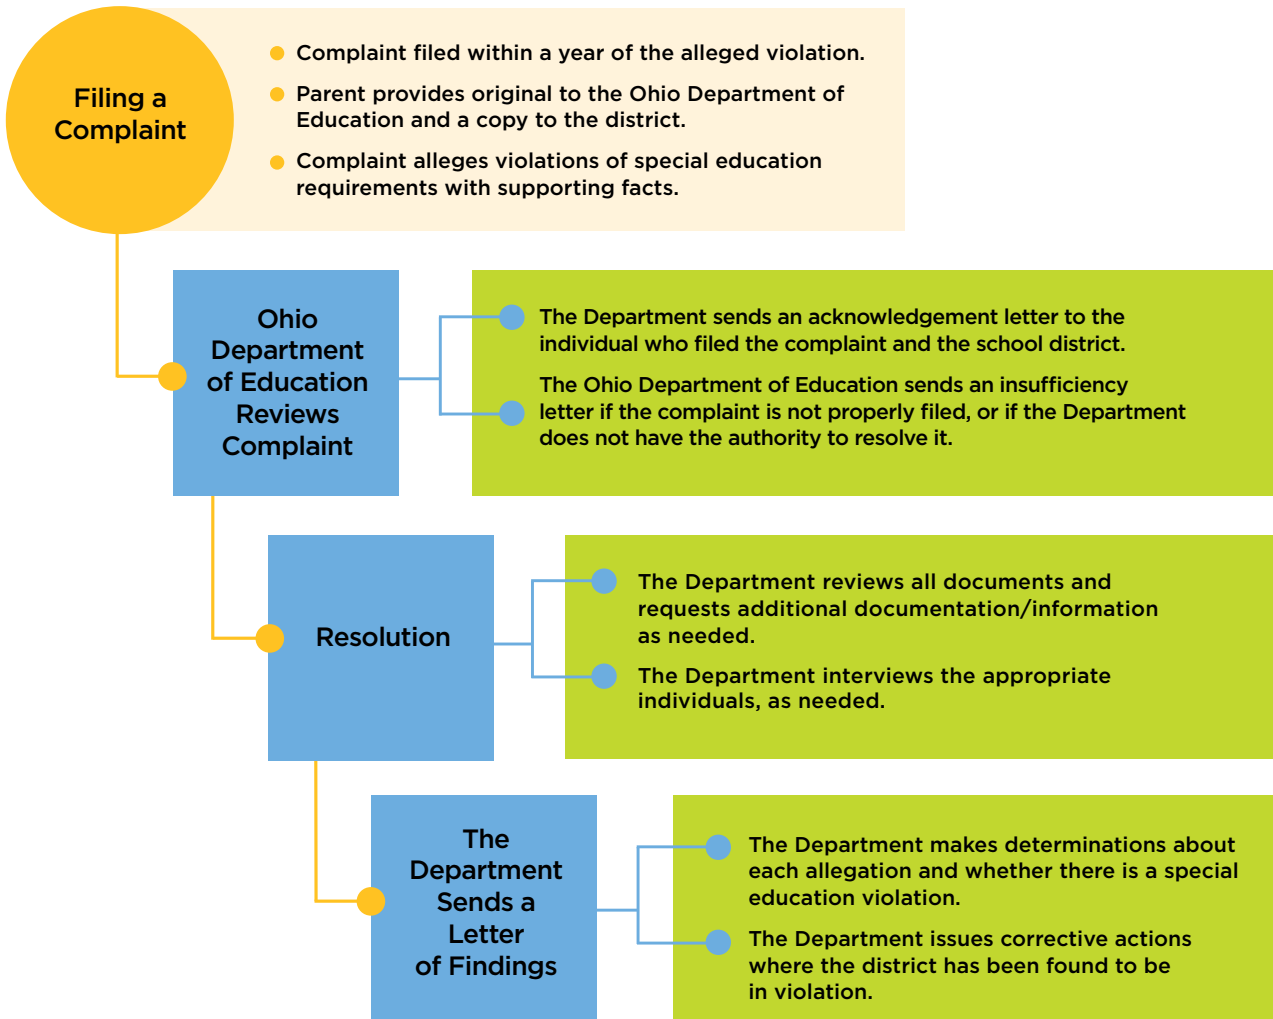 Filing a
Complaint
Complaint filed within a year of the alleged violation.
Parent provides original to the Ohio Department of
Education and a copy to the district.
Complaint alleges violations of special education
requirements with supporting facts.
Ohio
Department
of Education
Reviews
Complaint
The Department sends an acknowledgement letter to the
individual who filed the complaint and the school district.
The Ohio Department of Education sends an insufficiency
letter if the complaint is not properly filed, or if the Department
does not have the authority to resolve it.
Resolution
The Department reviews all documents and
requests additional documentation/information
as needed.
The Department interviews the appropriate
individuals, as needed.
The
Department
Sends a
Letter
of Findings
The Department makes determinations about
each allegation and whether there is a special
education violation.
The Department issues corrective actions
where the district has been found to be
in violation.